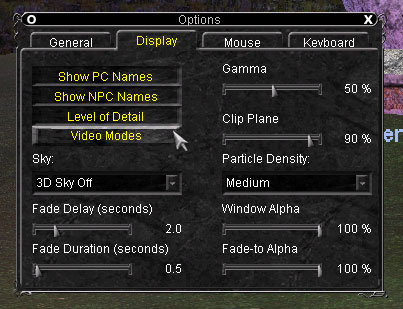 O Options X
General Display Mouse Keyboard
Show PC Names
Show NPC Names
Level of Detail
Video Modes
Sky:
3D Sky Off
Fade Delay (seconds)
2.0
Fade Duration (seconds)
0.5
Gamma
50 %
Clip Plane
90 %
Particle Density:
Medium
Window Alpha
100 %
Fade-to Alpha
100 %